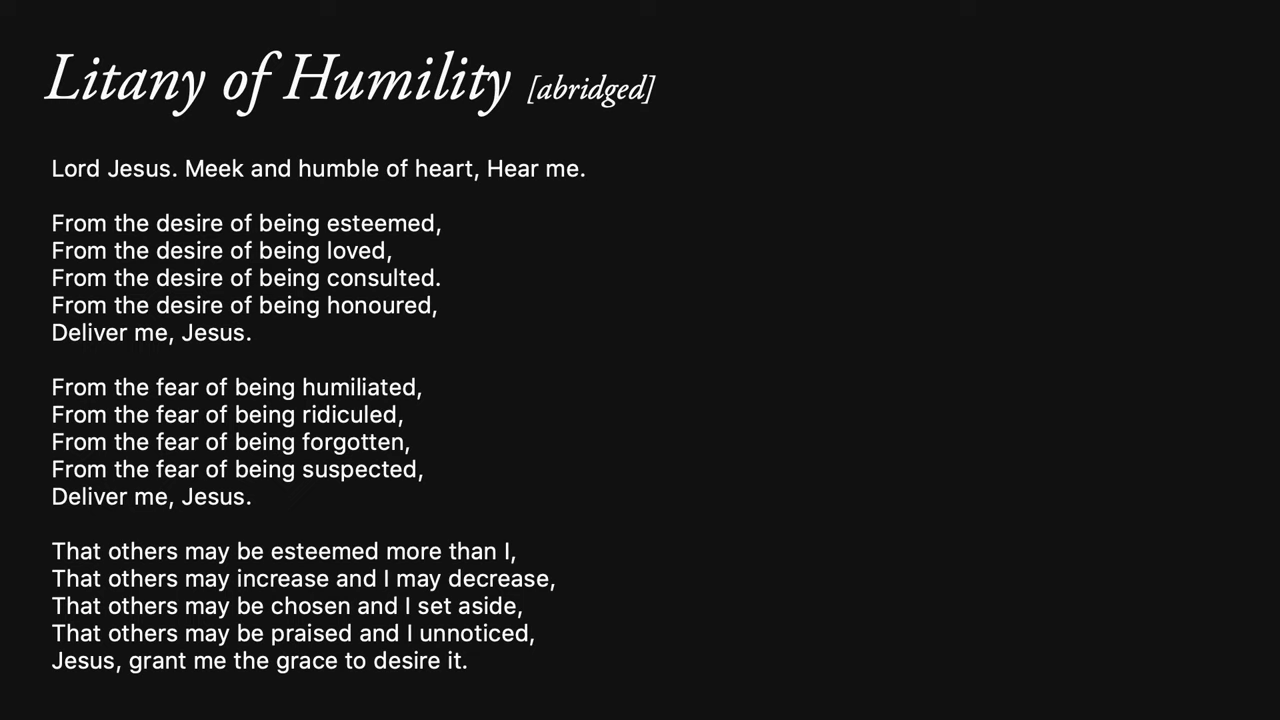 Litany of Humility [abridged]
Lord Jesus. Meek and humble of heart, Hear me.
From the desire of being esteemed,
From the desire of being loved,
From the desire of being consulted.
From the desire of being honoured,
Deliver me, Jesus.
From the fear of being humiliated,
From the fear of being ridiculed,
From the fear of being forgotten,
From the fear of being suspected,
Deliver me, Jesus.
That others may be esteemed more than I,
That others may increase and I may decrease,
That others may be chosen and I set aside,
That others may be praised and I unnoticed,
Jesus, grant me the grace to desire it.